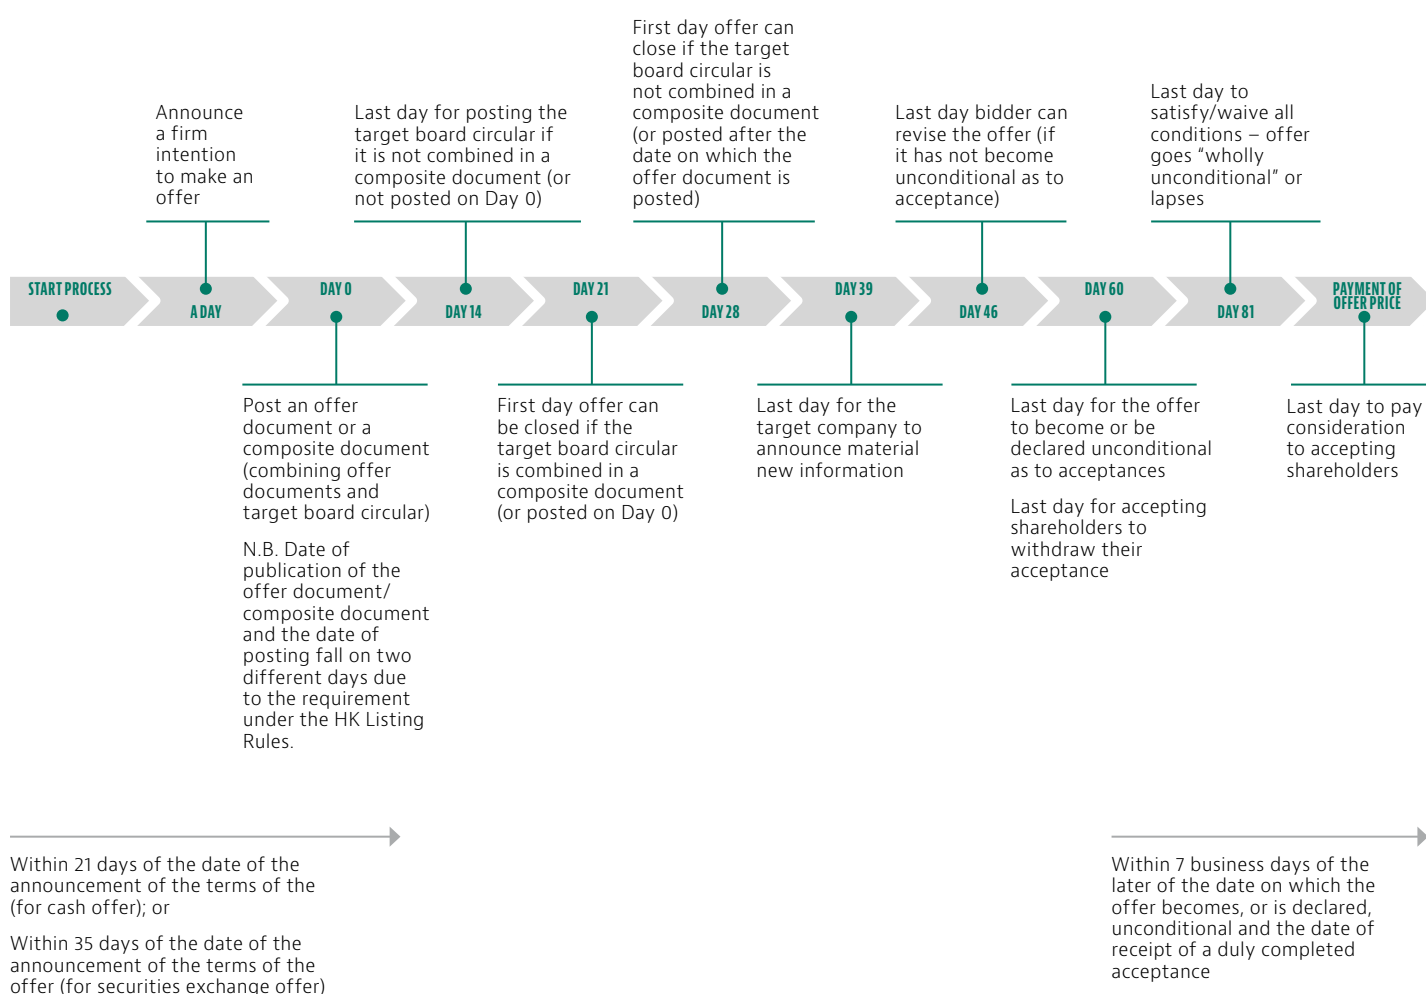 Announce
a firm
intention
to make an
offer
Last day for posting the
target board circular if
it is not combined in a
composite document (or
not posted on Day 0)
First day offer can
close if the target
board circular is
not combined in a
composite document
(or posted after the
date on which the
offer document is
posted)
Last day bidder can
revise the offer (if
it has not become
unconditional as to
acceptance)
Last day to
satisfy/waive all
conditions – offer
goes "wholly
unconditional" or
lapses
START PROCESS
A DAY
DAY 0
DAY 14
DAY 21
DAY 28
DAY 39
DAY 46
DAY 60
DAY 81
PAYMENT OF
OFFER PRICE
Post an offer
document or a
composite document
(combining offer
documents and
target board circular)
N.B. Date of
publication of the
offer document/
composite document
and the date of
posting fall on two
different days due
to the requirement
under the HK Listing
Rules.
First day offer can
be closed if the
target board circular
is combined in a
composite document
(or posted on Day 0)
Last day for the
target company to
announce material
new information
Last day for the offer
to become or be
declared unconditional
as to acceptances
Last day for accepting
shareholders to
withdraw their
acceptance
Last day to pay
consideration
to accepting
shareholders
Within 21 days of the date of the
announcement of the terms of the
(for cash offer); or
Within 35 days of the date of the
announcement of the terms of the
offer (for securities exchange offer)
Within 7 business days of the
later of the date on which the
offer becomes, or is declared,
unconditional and the date of
receipt of a duly completed
acceptance